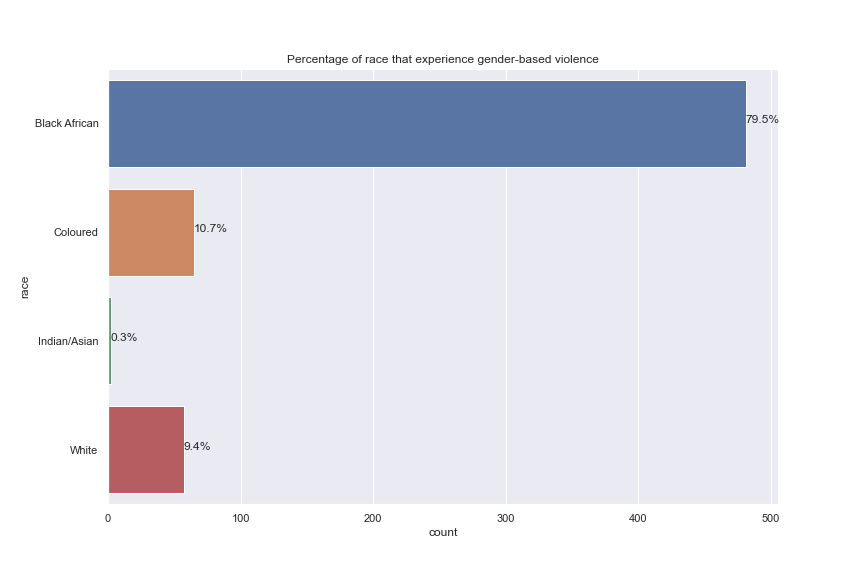 Percentage of race that experience gender-based violence
Black African
79.5%
Coloured
10.7%
race
Indian/Asian
0.3%
White
9.4%
0 100 200 300 400 500
count